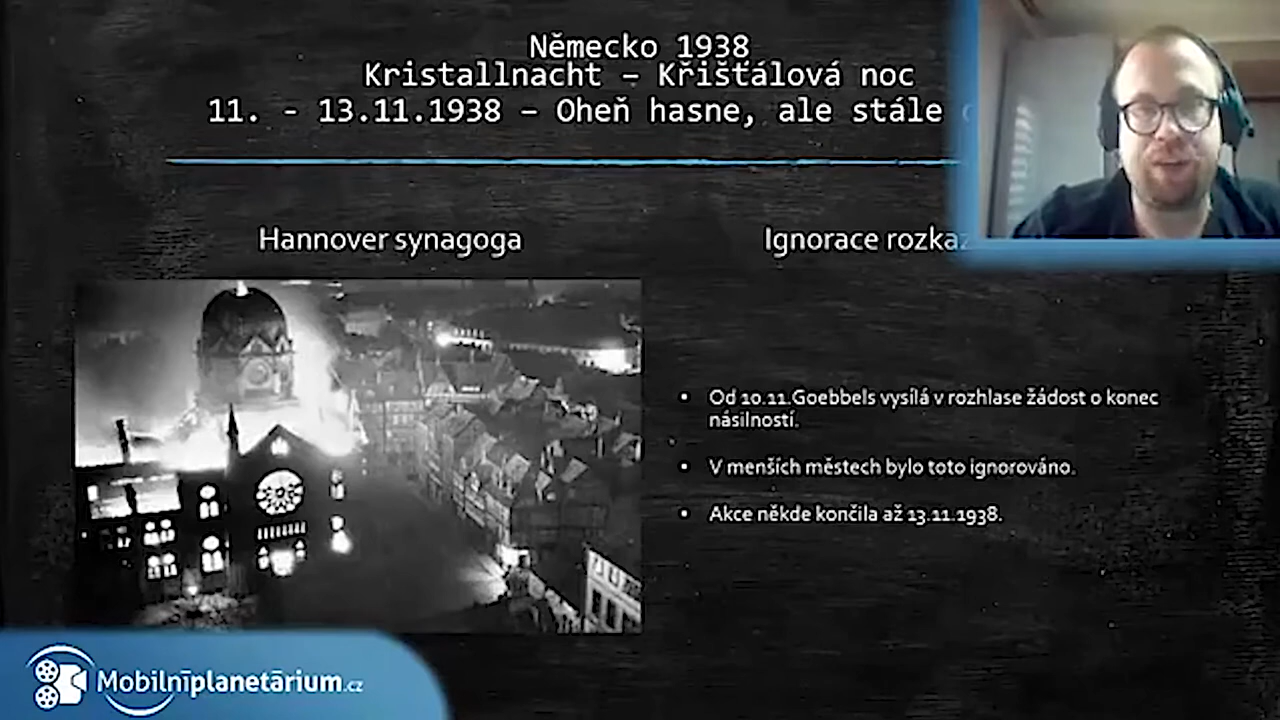 Německo 1938
Kristallnacht – Křišťálová noc
11. - 13.11.1938 – Oheň hasne, ale stále
Hannover synagoga
Ignorace rozkaz
• Od 10.11.Goebbels vysílá v rozhlase žádost o konec
násilností.
• V menších městech bylo toto ignorováno.
• Akce někde končila až 13.11.1938.
Mobilníplanetárium.cz